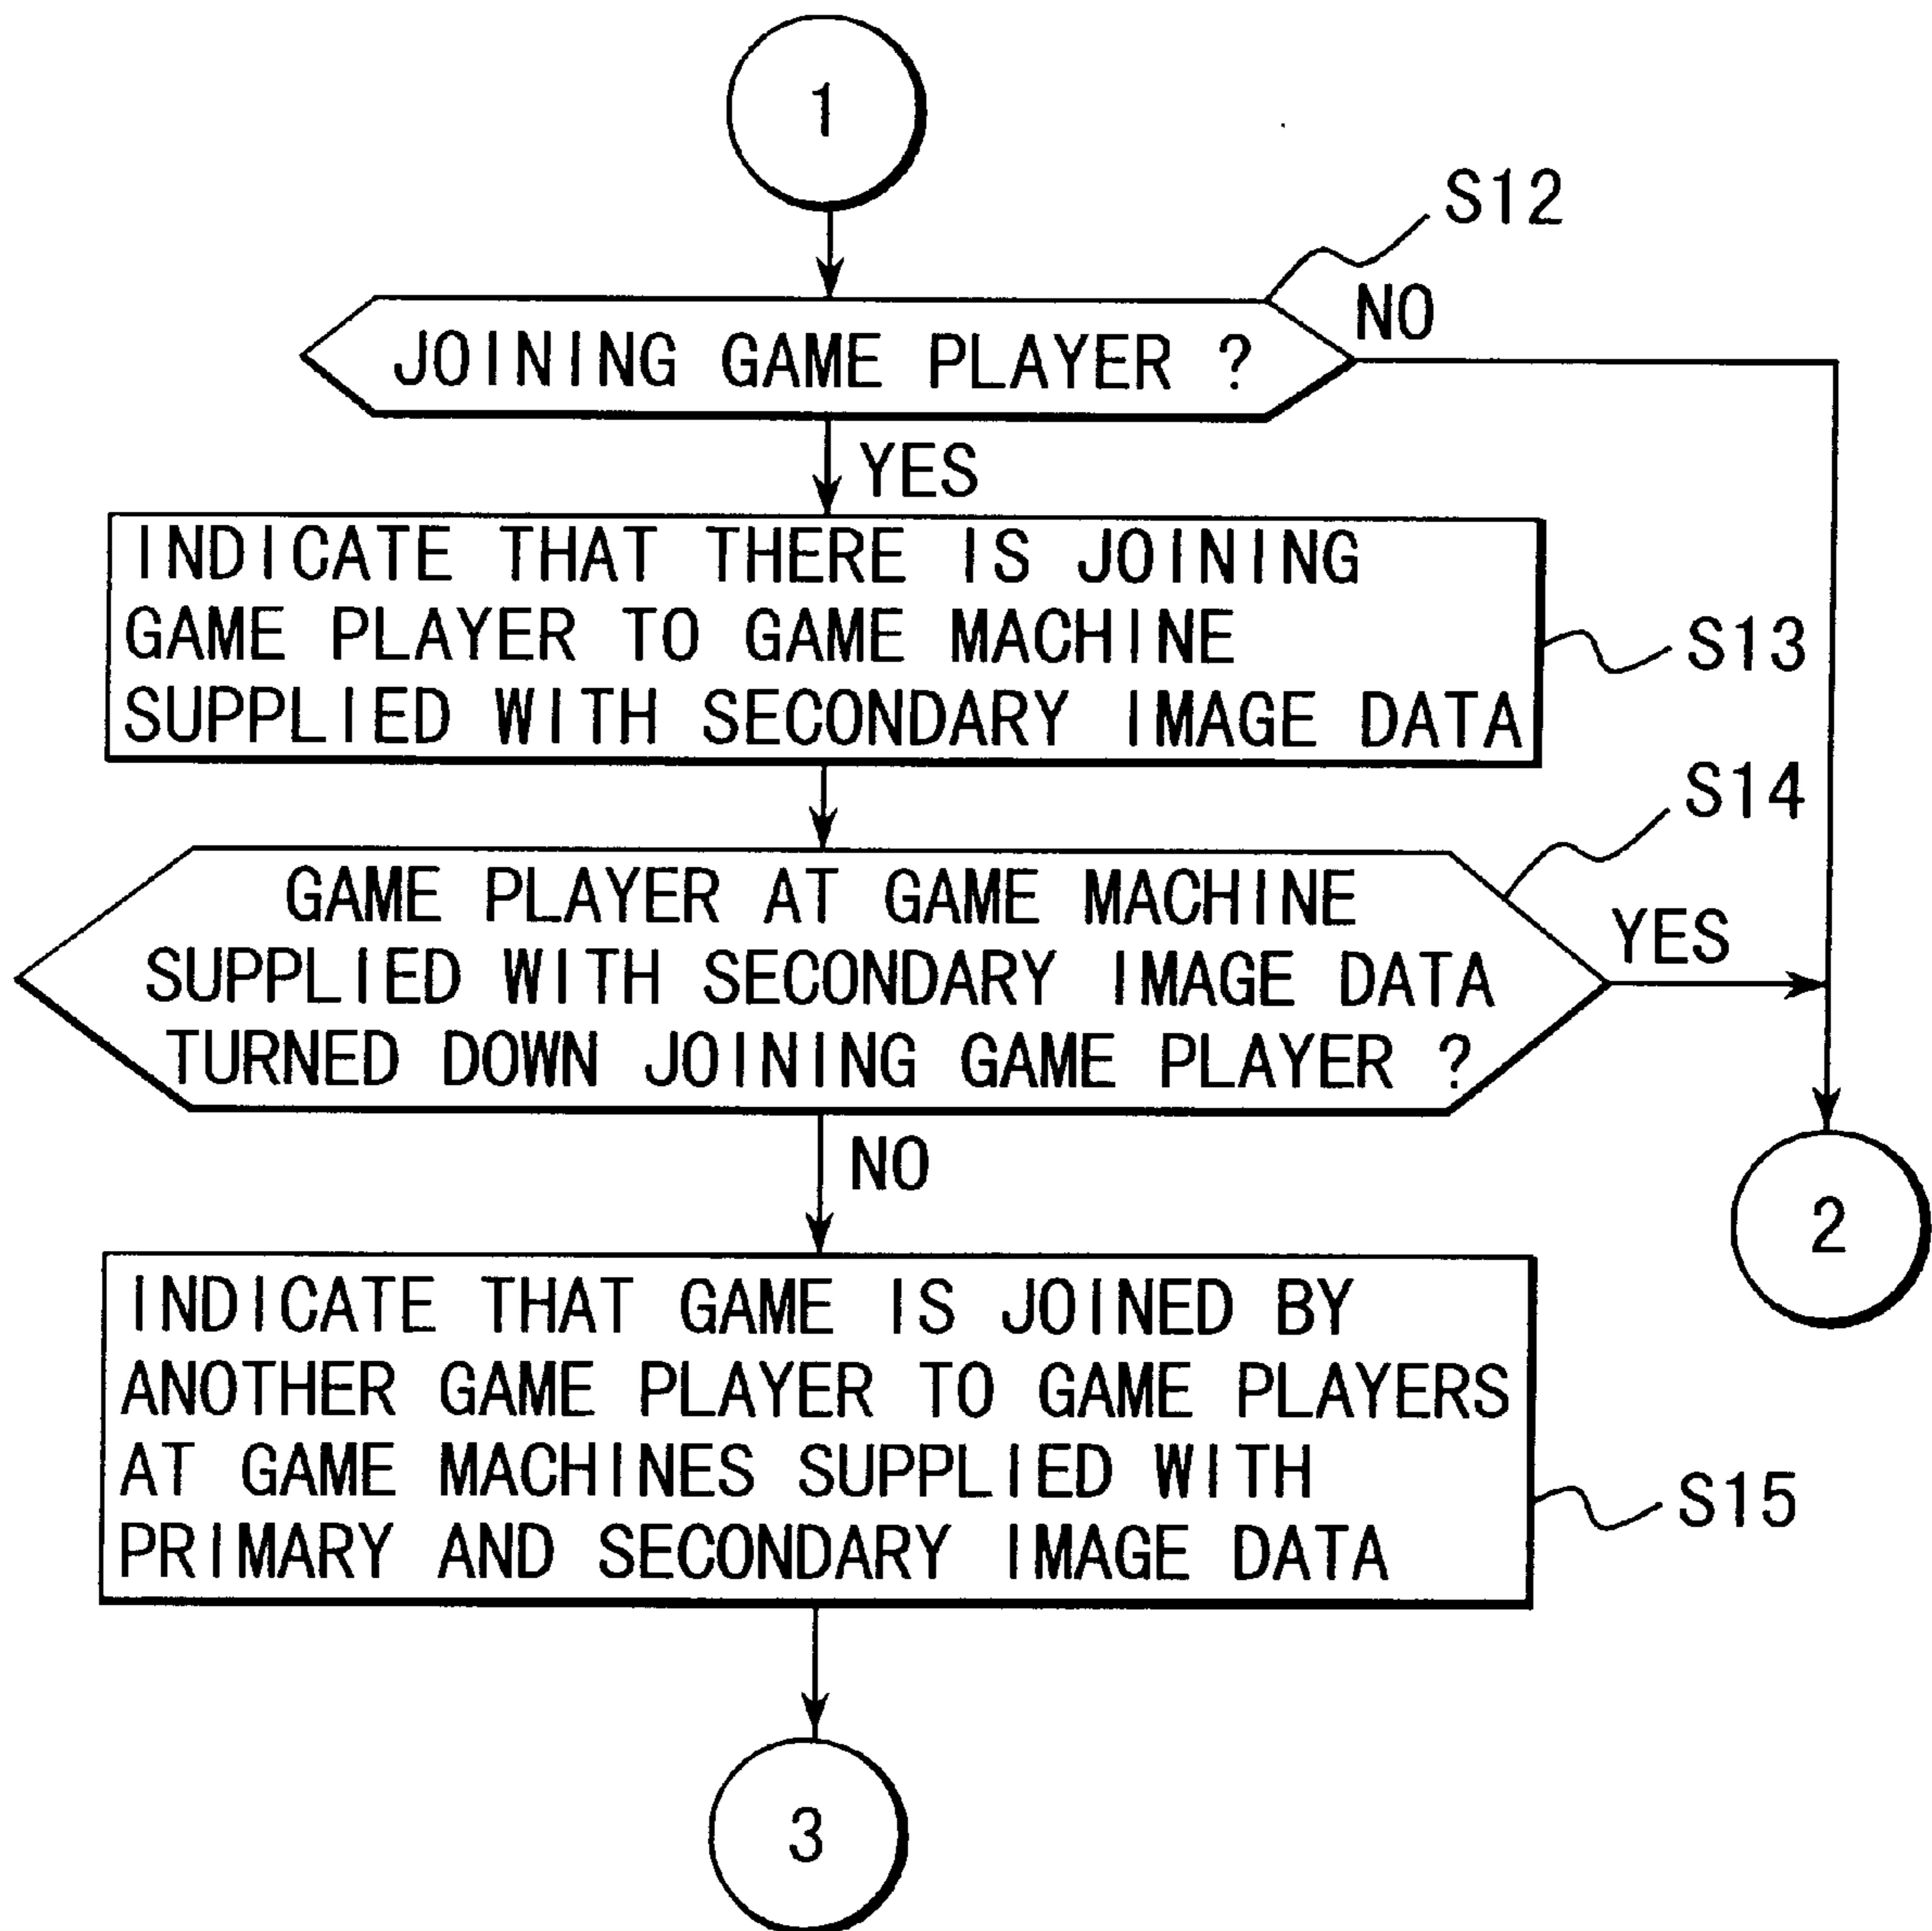 1
S12
JOINING GAME PLAYER ?
NO
YES
INDICATE THAT THERE IS JOINING
GAME PLAYER TO GAME MACHINE
SUPPLIED WITH SECONDARY IMAGE DATA
S13
S14
GAME PLAYER AT GAME MACHINE
SUPPLIED WITH SECONDARY IMAGE DATA
TURNED DOWN JOINING GAME PLAYER ?
YES
NO
2
INDICATE THAT GAME IS JOINED BY
ANOTHER GAME PLAYER TO GAME PLAYERS
AT GAME MACHINES SUPPLIED WITH
PRIMARY AND SECONDARY IMAGE DATA
S15
3